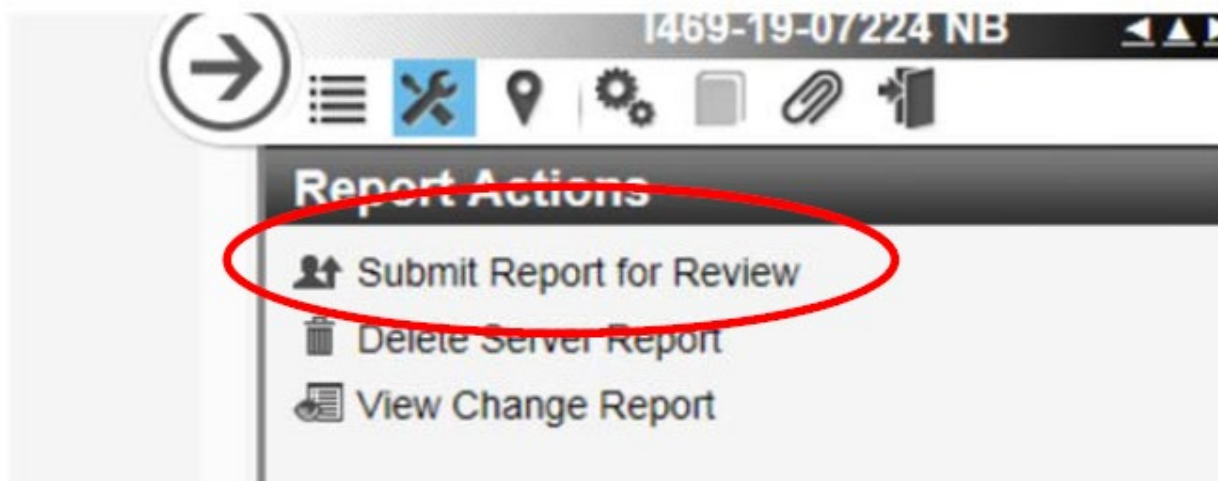 I469-19-07224 NB
Report Actions
Submit Report for Review
Delete Server Report
View Change Report